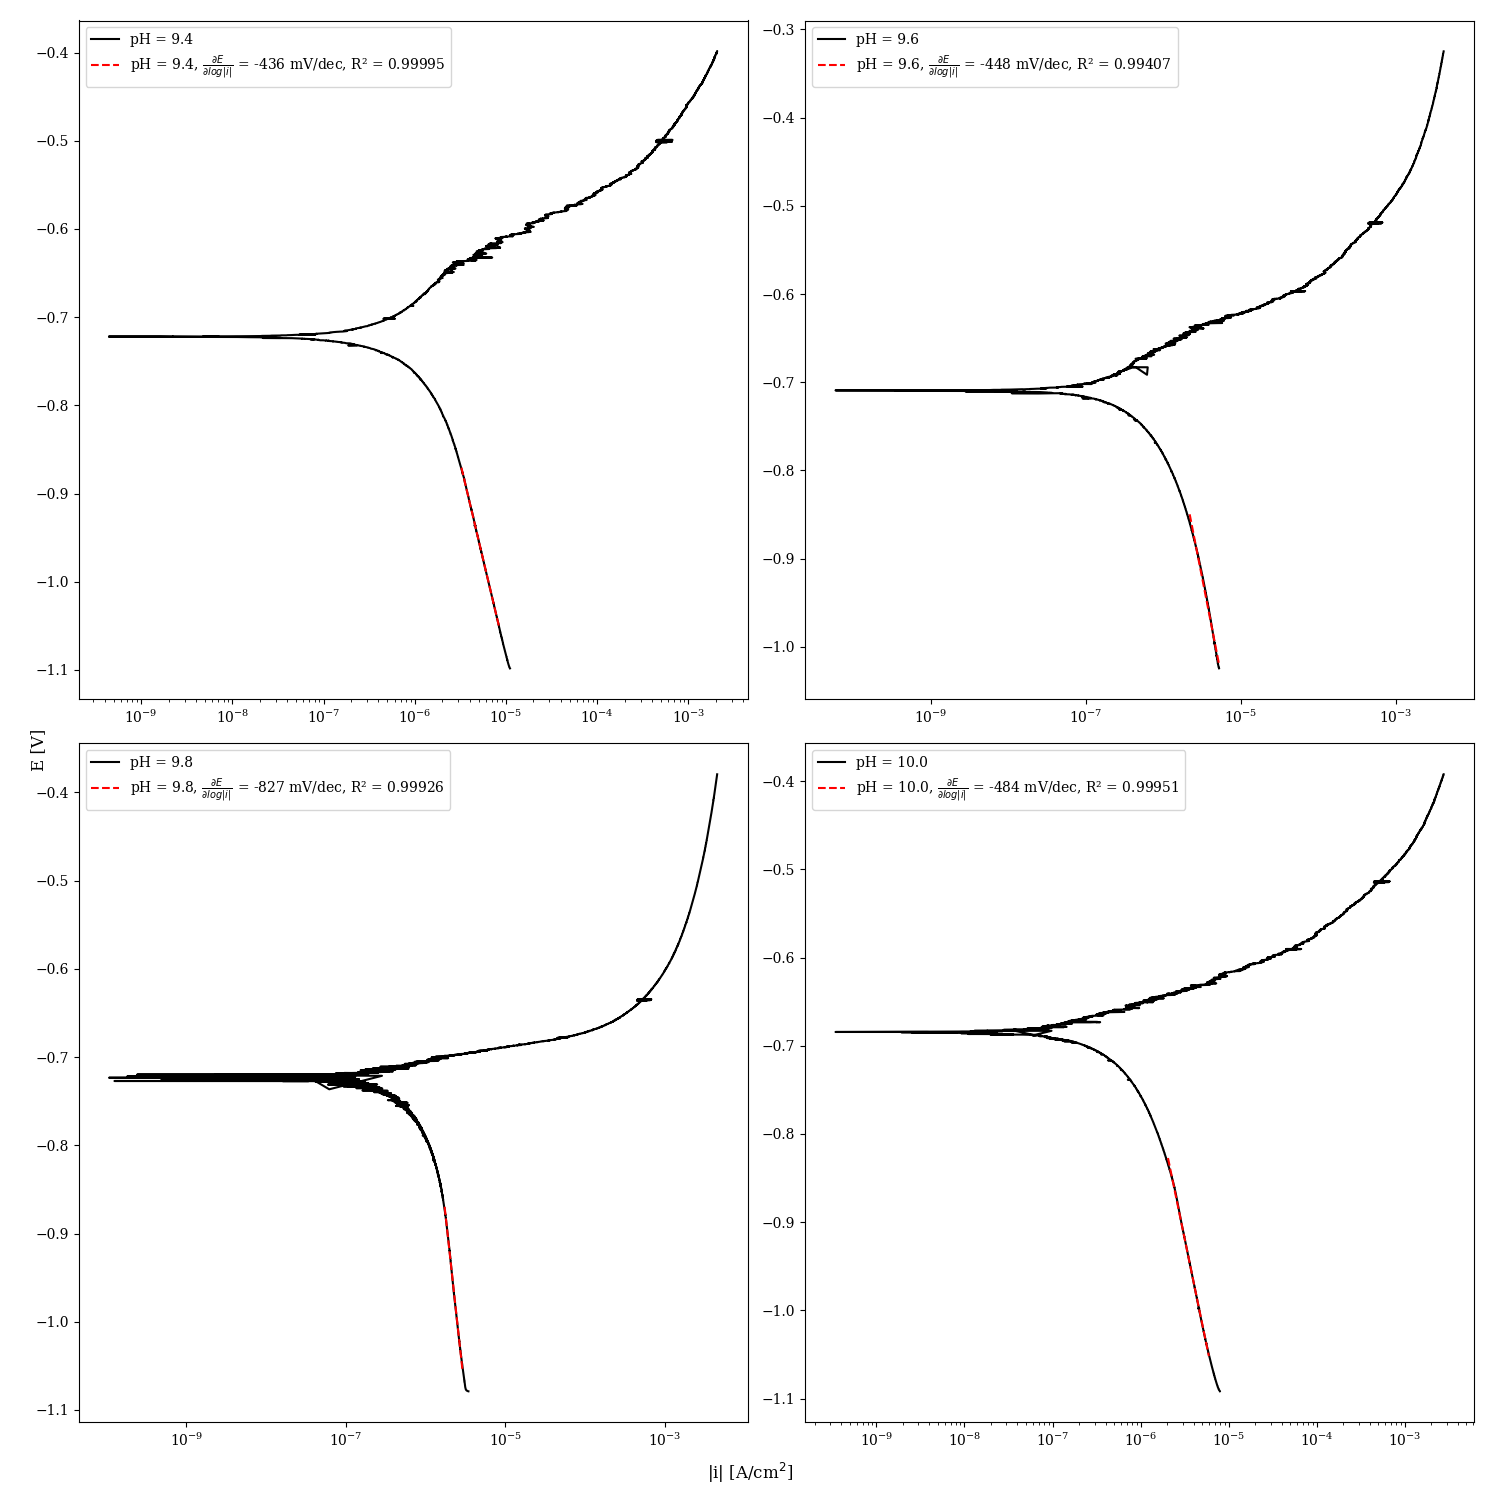 pH = 9.4
pH = 9.4, ∂E/∂log|i| = -436 mV/dec, R² = 0.99995
−0.4
−0.5
−0.6
−0.7
−0.8
−0.9
−1.0
−1.1
10⁻⁹ 10⁻⁸ 10⁻⁷ 10⁻⁶ 10⁻⁵ 10⁻⁴ 10⁻³
pH = 9.6
pH = 9.6, ∂E/∂log|i| = -448 mV/dec, R² = 0.99407
−0.3
−0.4
−0.5
−0.6
−0.7
−0.8
−0.9
−1.0
10⁻⁹ 10⁻⁷ 10⁻⁵ 10⁻³
E [V]
pH = 9.8
pH = 9.8, ∂E/∂log|i| = -827 mV/dec, R² = 0.99926
−0.4
−0.5
−0.6
−0.7
−0.8
−0.9
−1.0
−1.1
10⁻⁹ 10⁻⁷ 10⁻⁵ 10⁻³
pH = 10.0
pH = 10.0, ∂E/∂log|i| = -484 mV/dec, R² = 0.99951
−0.4
−0.5
−0.6
−0.7
−0.8
−0.9
−1.0
−1.1
10⁻⁹ 10⁻⁸ 10⁻⁷ 10⁻⁶ 10⁻⁵ 10⁻⁴ 10⁻³
|i| [A/cm²]